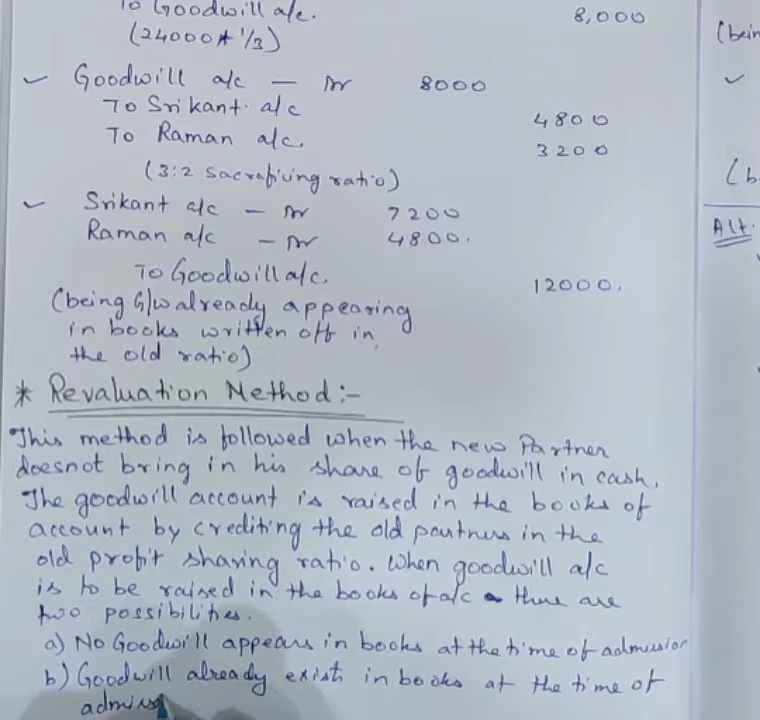 To Goodwill a/c.
8,000
(24000 * 1/3)
Goodwill a/c — Dr 8000
To Srikant. a/c
4800
To Raman a/c.
3200
(3:2 sacrafiving ratio)
Srikant a/c — Dr 7200
Raman a/c — Dr 4800.
To Goodwill a/c.
12000.
(being G/w already appearing
in books written off in
the old ratio)
* Revaluation Method:-
This method is followed when the new Partner
doesnot bring in his share of goodwill in cash.
The goodwill account is raised in the books of
account by crediting the old partners in the
old profit sharing ratio. When goodwill a/c
is to be raised in the books of a/c there are
two possibilities.
a) No Goodwill appears in books at the time of admission
b) Goodwill already exist in books at the time of
admiss
(bein
(b
Alt.